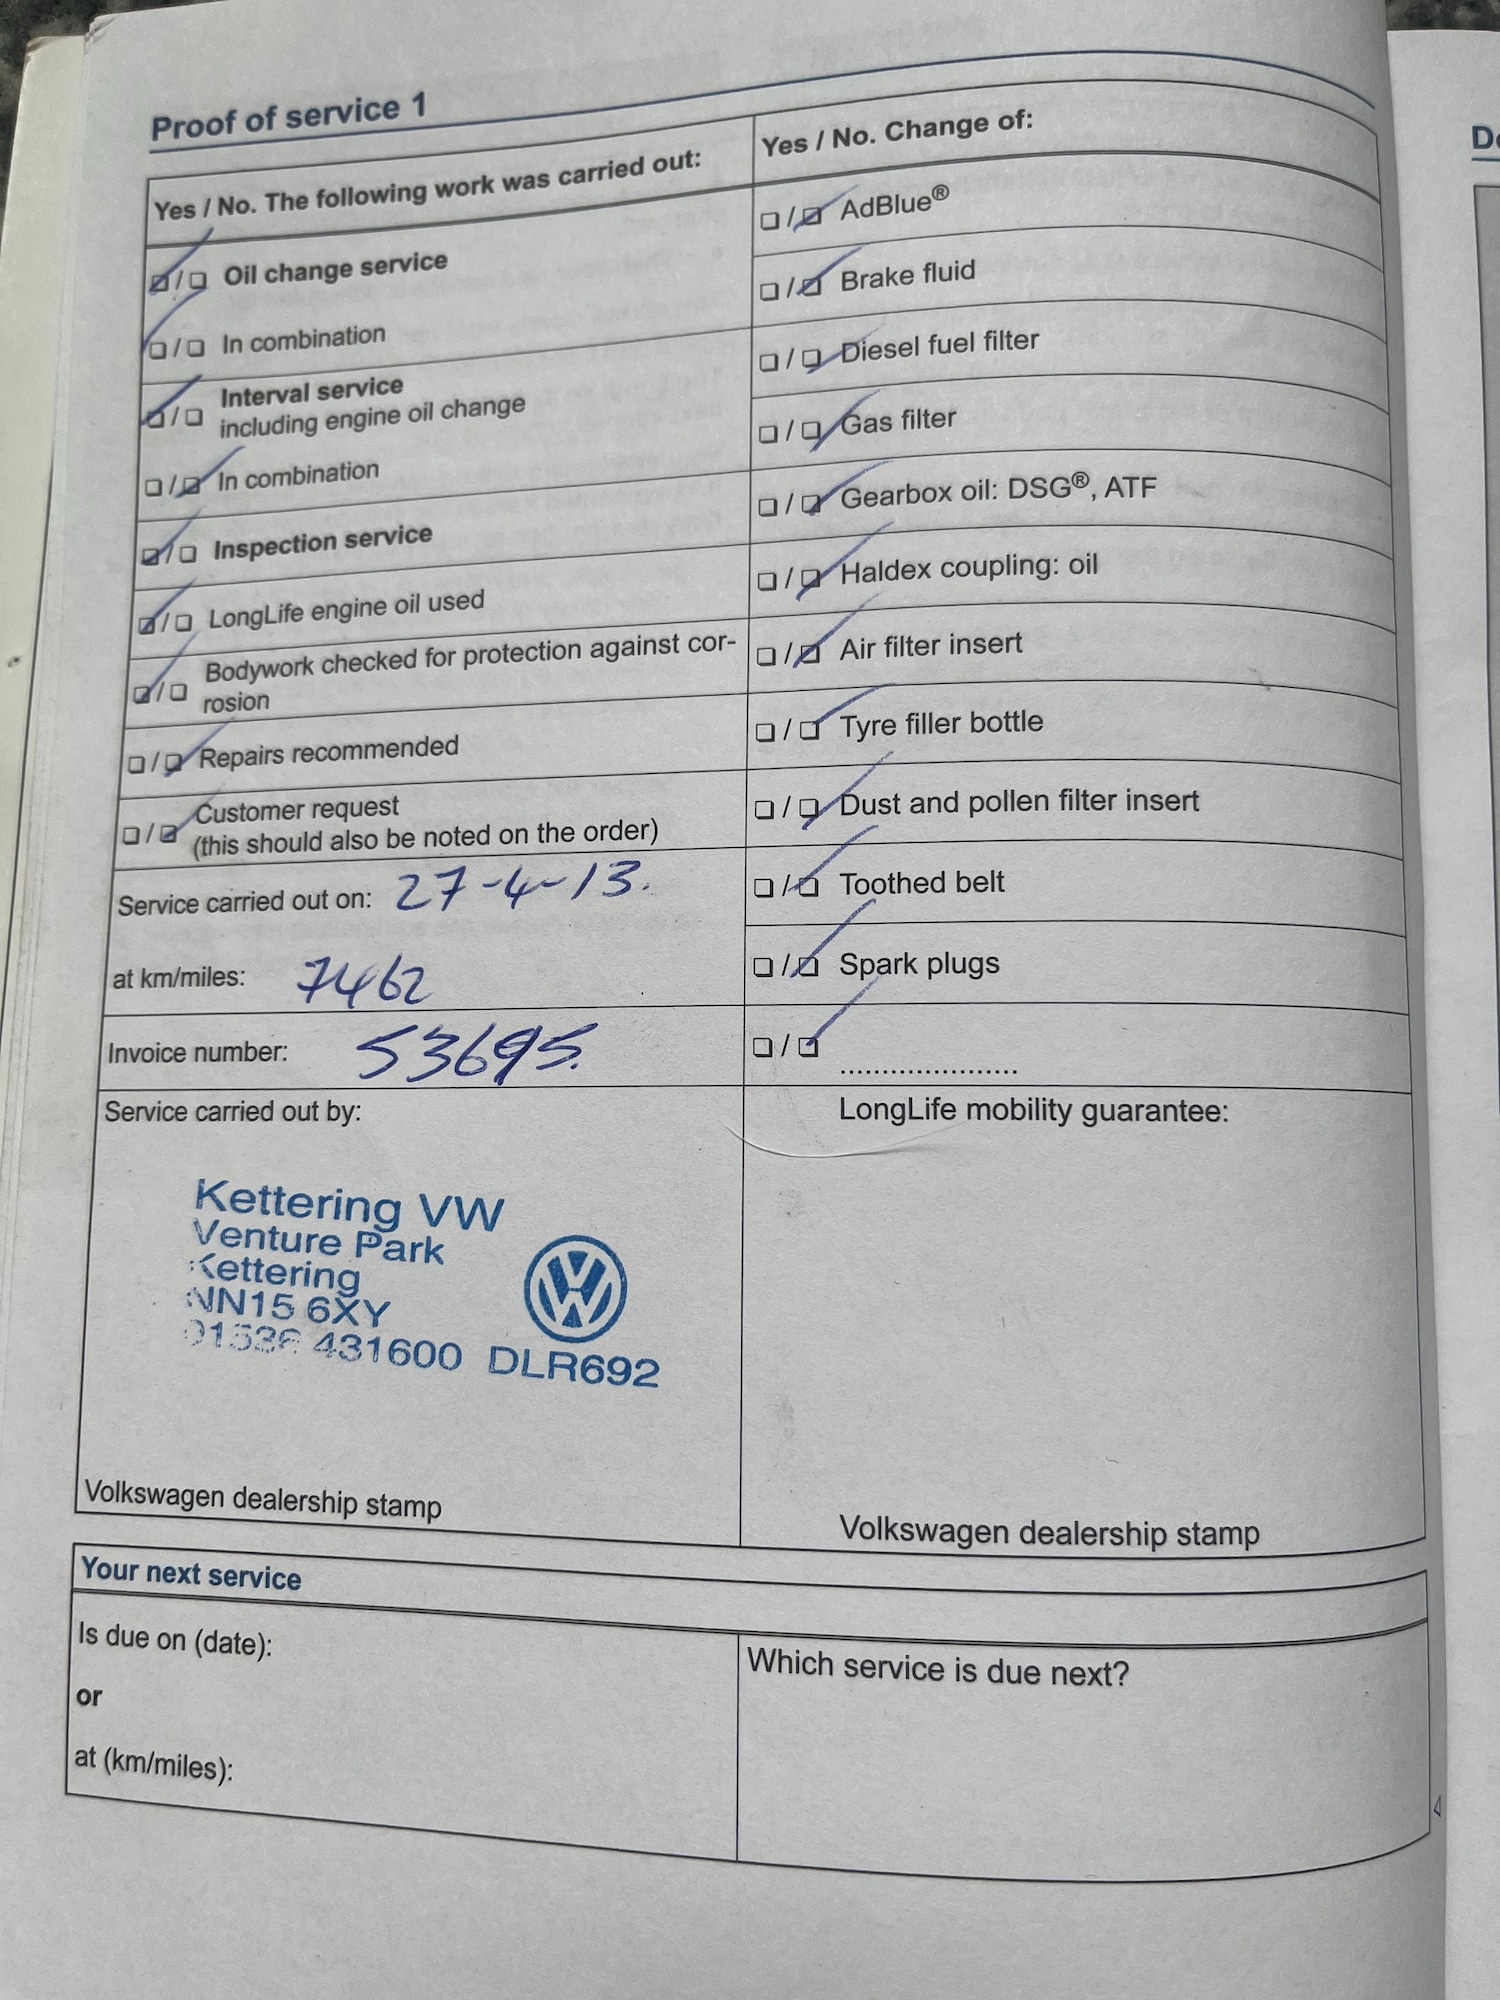 Proof of service 1
Yes / No. The following work was carried out:
Oil change service
In combination
Interval service
including engine oil change
In combination
Inspection service
LongLife engine oil used
Bodywork checked for protection against cor-
rosion
Repairs recommended
Customer request
(this should also be noted on the order)
Service carried out on: 27-4-13.
at km/miles: 7462
Invoice number: 53695.
Service carried out by:
Kettering VW
Venture Park
Kettering
NN15 6XY
01536 431600 DLR692
Volkswagen dealership stamp
Yes / No. Change of:
AdBlue®
Brake fluid
Diesel fuel filter
Gas filter
Gearbox oil: DSG®, ATF
Haldex coupling: oil
Air filter insert
Tyre filler bottle
Dust and pollen filter insert
Toothed belt
Spark plugs
.....................
LongLife mobility guarantee:
Volkswagen dealership stamp
Your next service
Is due on (date):
or
at (km/miles):
Which service is due next?